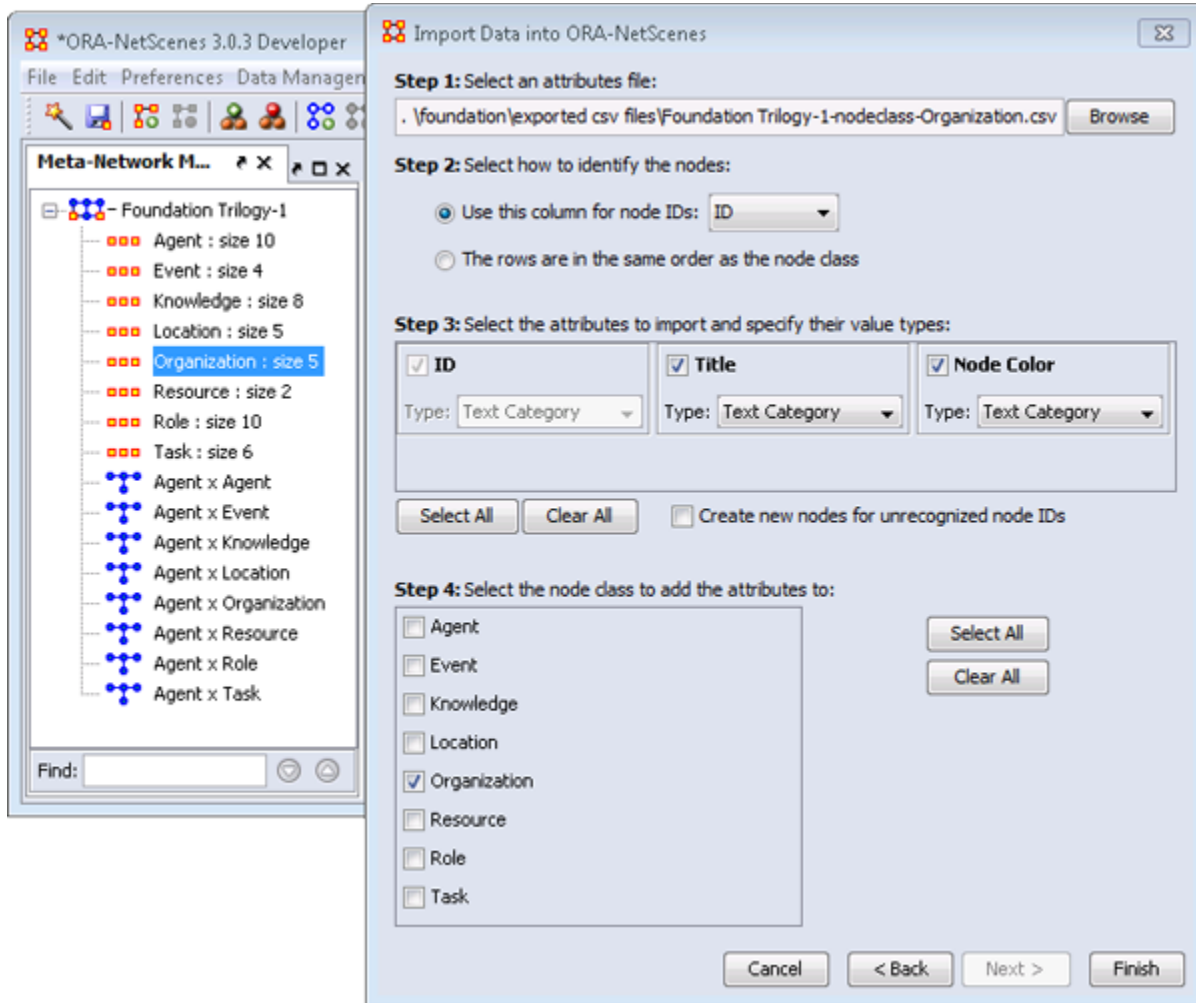 *ORA-NetScenes 3.0.3 Developer
File Edit Preferences Data Managen
Meta-Network M...
Foundation Trilogy-1
Agent : size 10
Event : size 4
Knowledge : size 8
Location : size 5
Organization : size 5
Resource : size 2
Role : size 10
Task : size 6
Agent x Agent
Agent x Event
Agent x Knowledge
Agent x Location
Agent x Organization
Agent x Resource
Agent x Role
Agent x Task
Find:
Import Data into ORA-NetScenes
Step 1: Select an attributes file:
. \foundation\exported csv files\Foundation Trilogy-1-nodeclass-Organization.csv Browse
Step 2: Select how to identify the nodes:
Use this column for node IDs: ID
The rows are in the same order as the node class
Step 3: Select the attributes to import and specify their value types:
ID Title Node Color
Type: Text Category Type: Text Category Type: Text Category
Select All Clear All Create new nodes for unrecognized node IDs
Step 4: Select the node class to add the attributes to:
Agent
Event
Knowledge
Location
Organization
Resource
Role
Task
Select All
Clear All
Cancel < Back Next > Finish